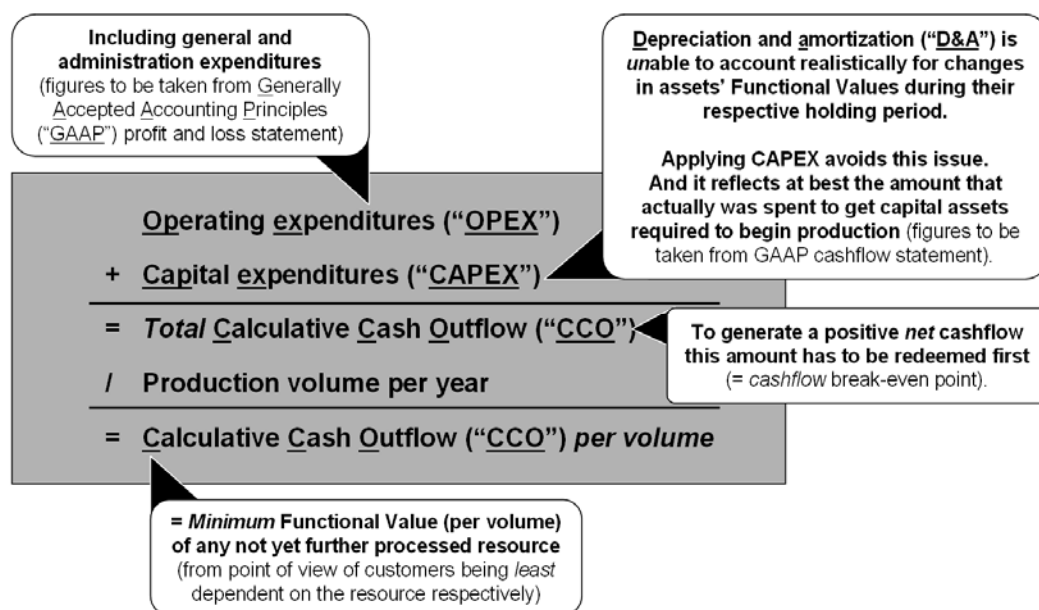 Including general and
administration expenditures
(figures to be taken from Generally
Accepted Accounting Principles
("GAAP") profit and loss statement)
Depreciation and amortization ("D&A") is
unable to account realistically for changes
in assets' Functional Values during their
respective holding period.
Applying CAPEX avoids this issue.
And it reflects at best the amount that
actually was spent to get capital assets
required to begin production (figures to be
taken from GAAP cashflow statement).
Operating expenditures ("OPEX")
+ Capital expenditures ("CAPEX")
= Total Calculative Cash Outflow ("CCO")
To generate a positive net cashflow
this amount has to be redeemed first
(= cashflow break-even point).
/ Production volume per year
= Calculative Cash Outflow ("CCO") per volume
= Minimum Functional Value (per volume)
of any not yet further processed resource
(from point of view of customers being least
dependent on the resource respectively)